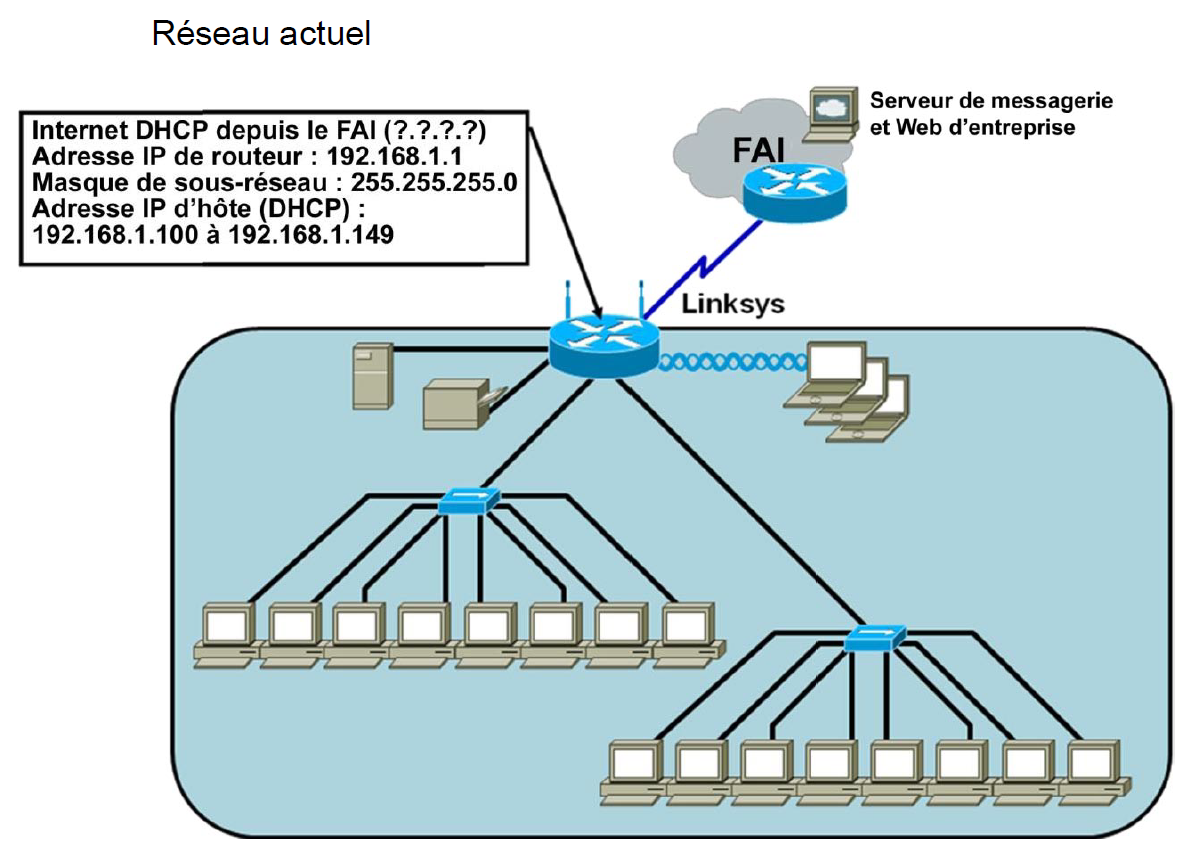 Réseau actuel
Internet DHCP depuis le FAI (?.?.?.?)
Adresse IP de routeur : 192.168.1.1
Masque de sous-réseau : 255.255.255.0
Adresse IP d’hôte (DHCP) :
192.168.1.100 à 192.168.1.149
Serveur de messagerie
et Web d’entreprise
FAI
Linksys